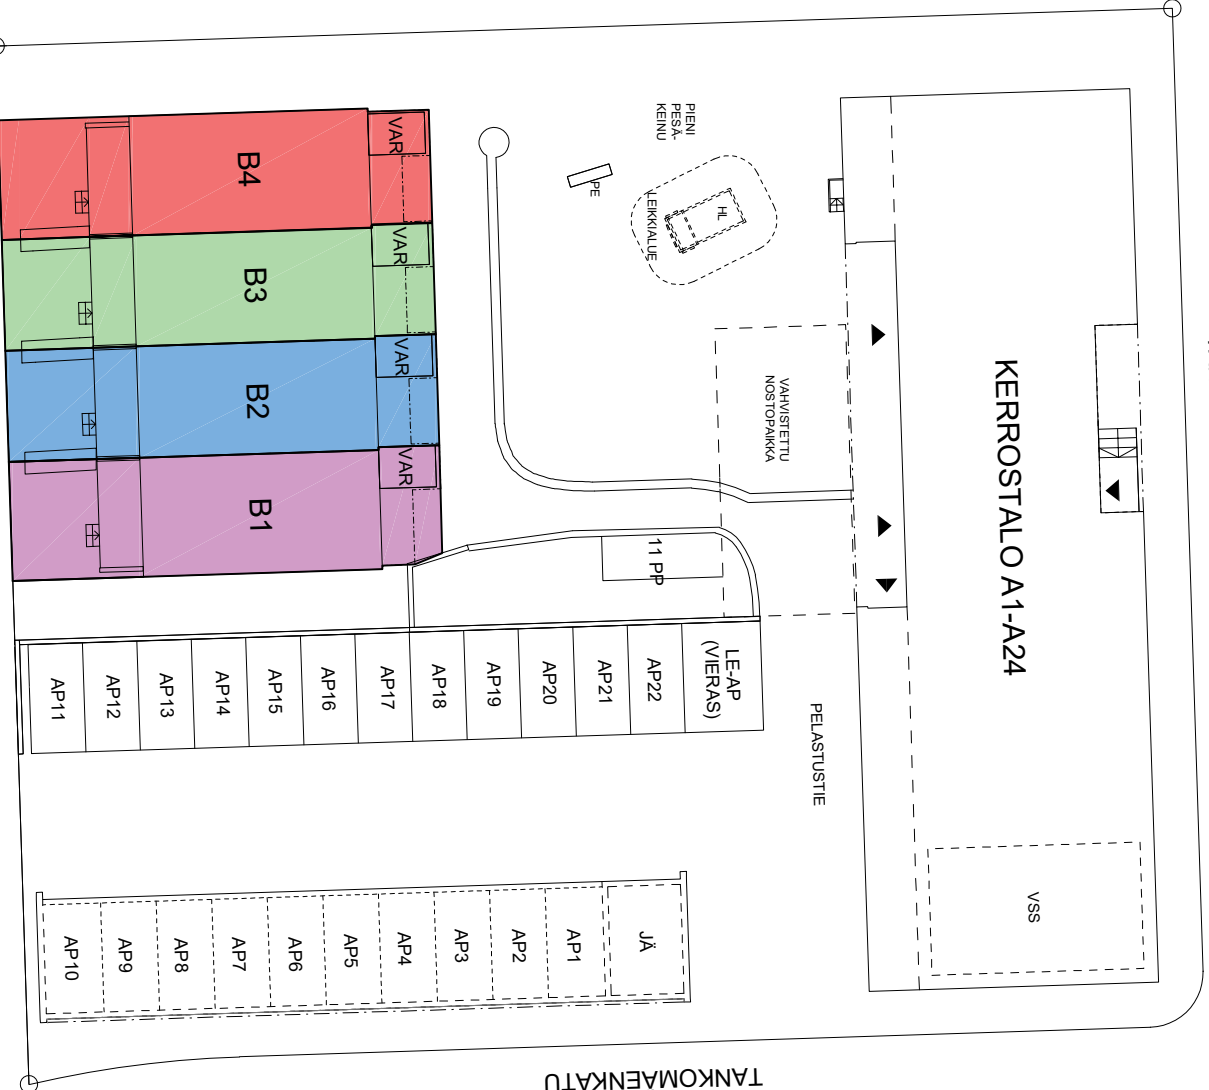 PIENI
PESÄ-
KEINU
PE
LEIKKIALUE
HL
B4
VAR
B3
VAR
B2
VAR
B1
VAR
VAHVISTETTU
NOSTOPAIKKA
KERROSTALO A1-A24
11 PP
AP11
AP12
AP13
AP14
AP15
AP16
AP17
AP18
AP19
AP20
AP21
AP22
LE-AP
(VIERAS)
PELASTUSTIE
VSS
AP10
AP9
AP8
AP7
AP6
AP5
AP4
AP3
AP2
AP1
JÄ
TANKOMAENKATU